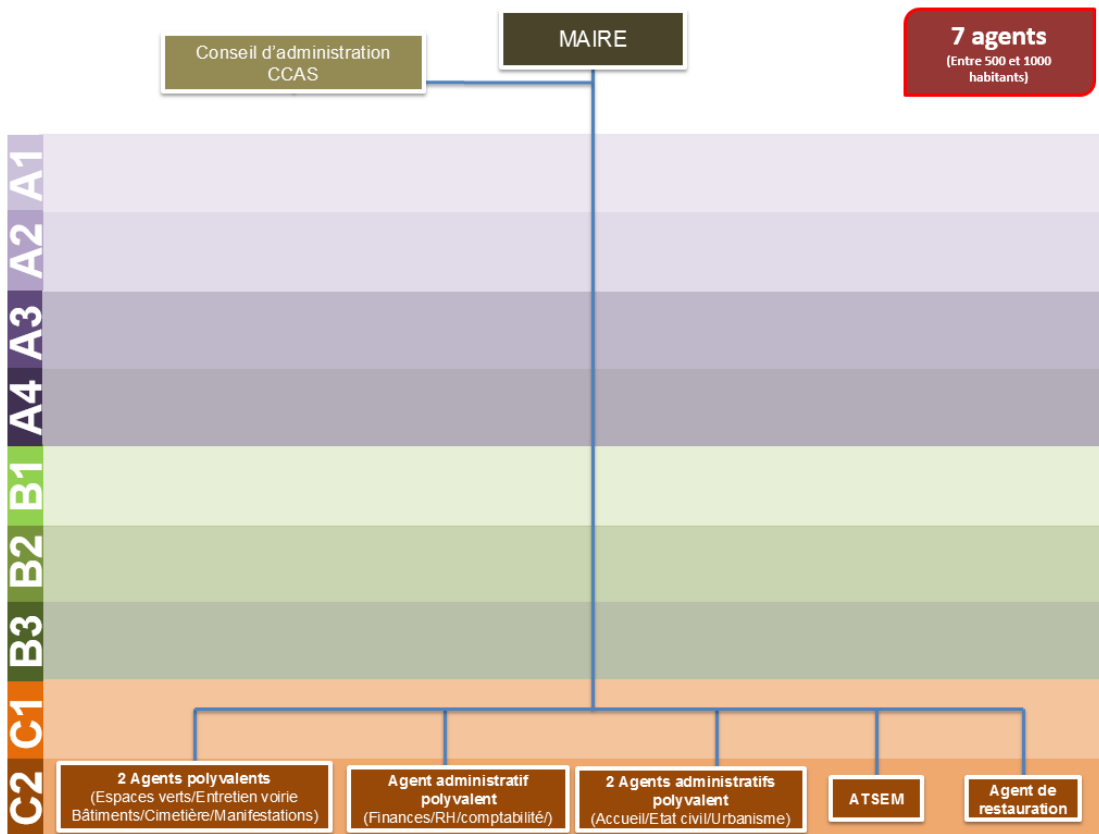 MAIRE
Conseil d'administration
CCAS
7 agents
(Entre 500 et 1000
habitants)
A1
A2
A3
A4
B1
B2
B3
C1
C2
2 Agents polyvalents
(Espaces verts/Entretien voirie
Bâtiments/Cimetière/Manifestations)
Agent administratif
polyvalent
(Finances/RH/comptabilité/)
2 Agents administratifs
polyvalent
(Accueil/Etat civil/Urbanisme)
ATSEM
Agent de
restauration